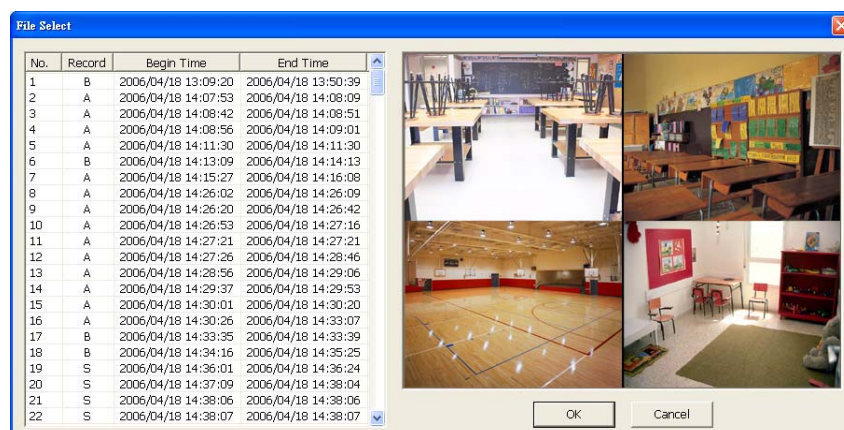 File Select
No. Record Begin Time End Time
1 B 2006/04/18 13:09:20 2006/04/18 13:50:39
2 A 2006/04/18 14:07:53 2006/04/18 14:08:09
3 A 2006/04/18 14:08:42 2006/04/18 14:08:51
4 A 2006/04/18 14:08:56 2006/04/18 14:09:01
5 A 2006/04/18 14:11:30 2006/04/18 14:11:30
6 B 2006/04/18 14:13:09 2006/04/18 14:14:13
7 A 2006/04/18 14:15:27 2006/04/18 14:16:08
8 A 2006/04/18 14:26:02 2006/04/18 14:26:09
9 A 2006/04/18 14:26:20 2006/04/18 14:26:42
10 A 2006/04/18 14:26:53 2006/04/18 14:27:16
11 A 2006/04/18 14:27:21 2006/04/18 14:27:21
12 A 2006/04/18 14:27:26 2006/04/18 14:28:46
13 A 2006/04/18 14:28:56 2006/04/18 14:29:06
14 A 2006/04/18 14:29:37 2006/04/18 14:29:53
15 A 2006/04/18 14:30:01 2006/04/18 14:30:20
16 A 2006/04/18 14:30:26 2006/04/18 14:33:07
17 B 2006/04/18 14:33:35 2006/04/18 14:33:39
18 B 2006/04/18 14:34:16 2006/04/18 14:35:25
19 S 2006/04/18 14:36:01 2006/04/18 14:36:24
20 S 2006/04/18 14:37:09 2006/04/18 14:38:04
21 S 2006/04/18 14:38:06 2006/04/18 14:38:06
22 S 2006/04/18 14:38:07 2006/04/18 14:38:07
OK Cancel